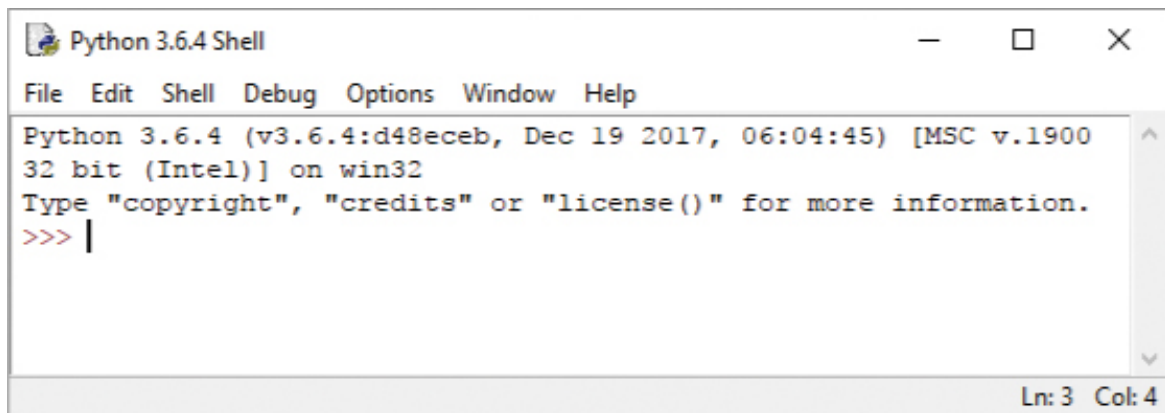 Python 3.6.4 Shell
File Edit Shell Debug Options Window Help
Python 3.6.4 (v3.6.4:d48eceb, Dec 19 2017, 06:04:45) [MSC v.1900
32 bit (Intel)] on win32
Type "copyright", "credits" or "license()" for more information.
>>>
Ln: 3 Col: 4